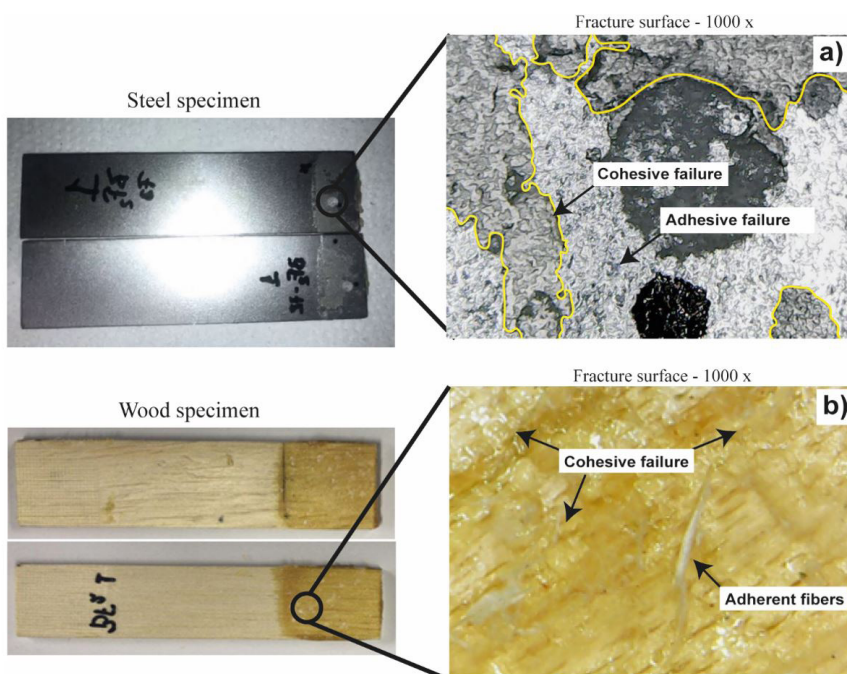 Fracture surface - 1000 x
a)
Steel specimen
Cohesive failure
Adhesive failure
Fracture surface - 1000 x
b)
Wood specimen
Cohesive failure
Adherent fibers